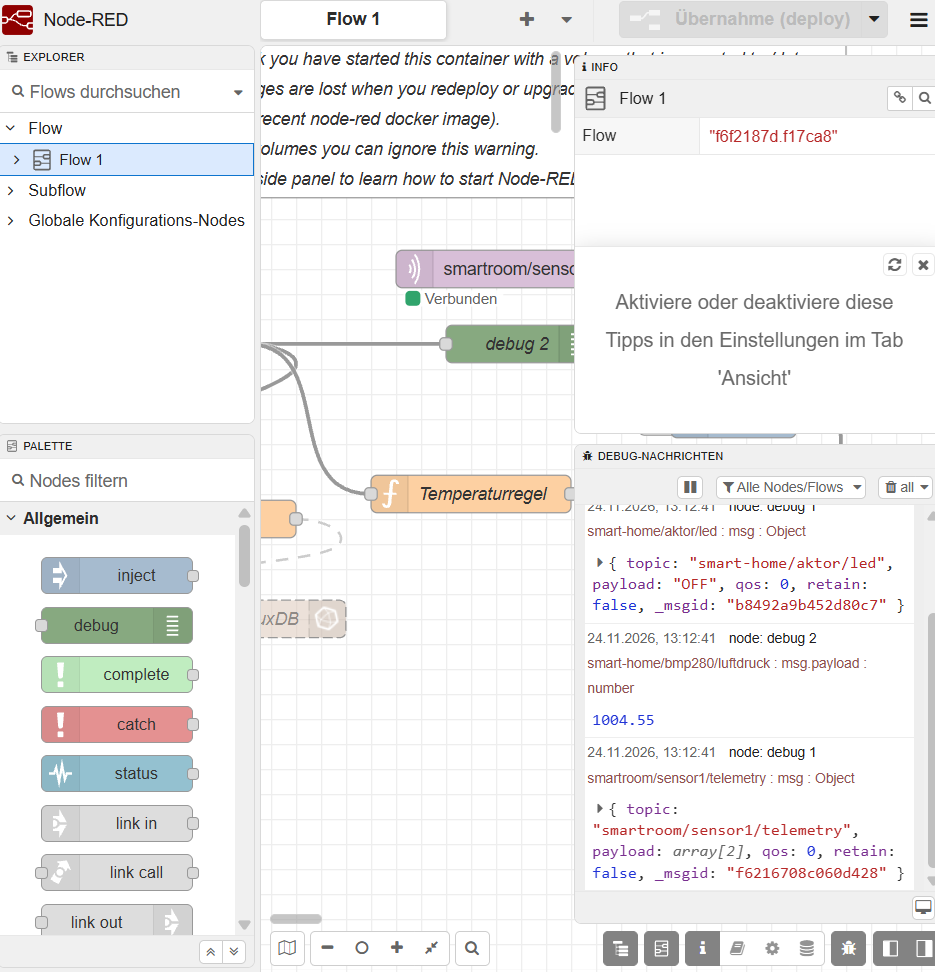 Node-RED
Flow 1
Übernahme (deploy)
EXPLORER
Flows durchsuchen
Flow
Flow 1
Subflow
Globale Konfigurations-Nodes
PALETTE
Nodes filtern
Allgemein
inject
debug
complete
catch
status
link in
link call
link out
you have started this container with a
are lost when you redeploy or
recent node-red docker image).
you can ignore this warning.
side panel to learn how to start
Verbunden
debug 2
Temperaturregel
INFO
Flow 1
Flow "f6f2187d.f17ca8"
Aktiviere oder deaktiviere diese
Tipps in den Einstellungen im Tab
'Ansicht'
DEBUG-NACHRICHTEN
Alle Nodes/Flows
all
24.11.2026, 13:12:41 node: debug 1
smart-home/aktor/led : msg : Object
{ topic: "smart-home/aktor/led",
payload: "OFF", qos: 0, retain:
false, _msgid: "b8492a9b452d80c7" }
24.11.2026, 13:12:41 node: debug 2
smart-home/bmp280/luftdruck : msg.payload :
number
1004.55
24.11.2026, 13:12:41 node: debug 1
smartroom/sensor1/telemetry : msg : Object
{ topic:
"smartroom/sensor1/telemetry",
payload: array[2], qos: 0, retain:
false, _msgid: "f6216708c060d428" }